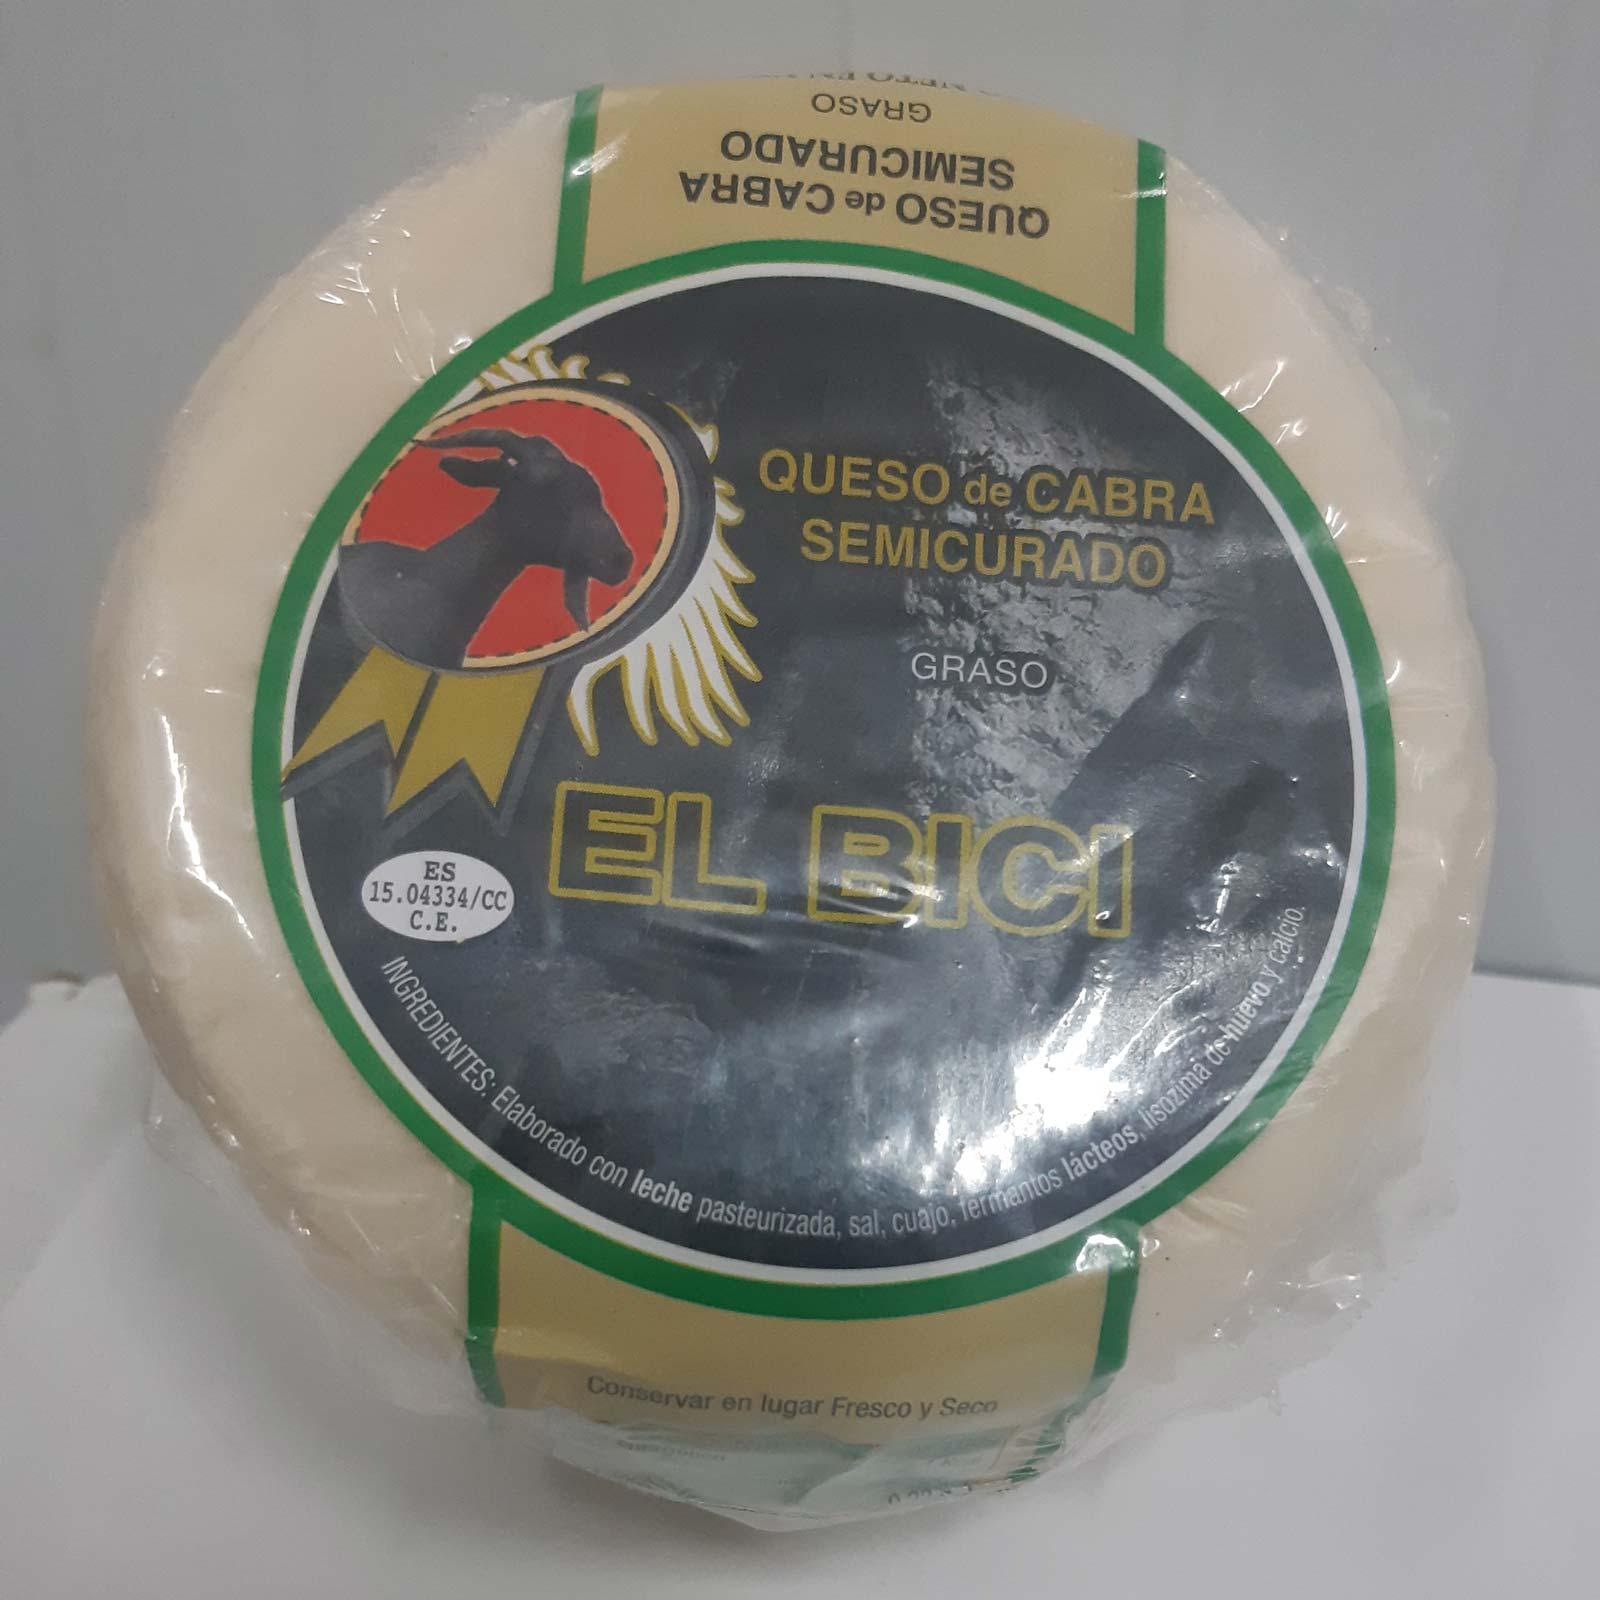 GRASO
SEMICURADO
QUESO de CABRA
QUESO de CABRA
SEMICURADO
GRASO
EL BICI
ES
15.04334/CC
C.E.
INGREDIENTES: Elaborado con leche pasteurizada, sal, cuajo, fermantos lácteos, lisozima de huevo y calcio.
Conservar en lugar Fresco y Seco